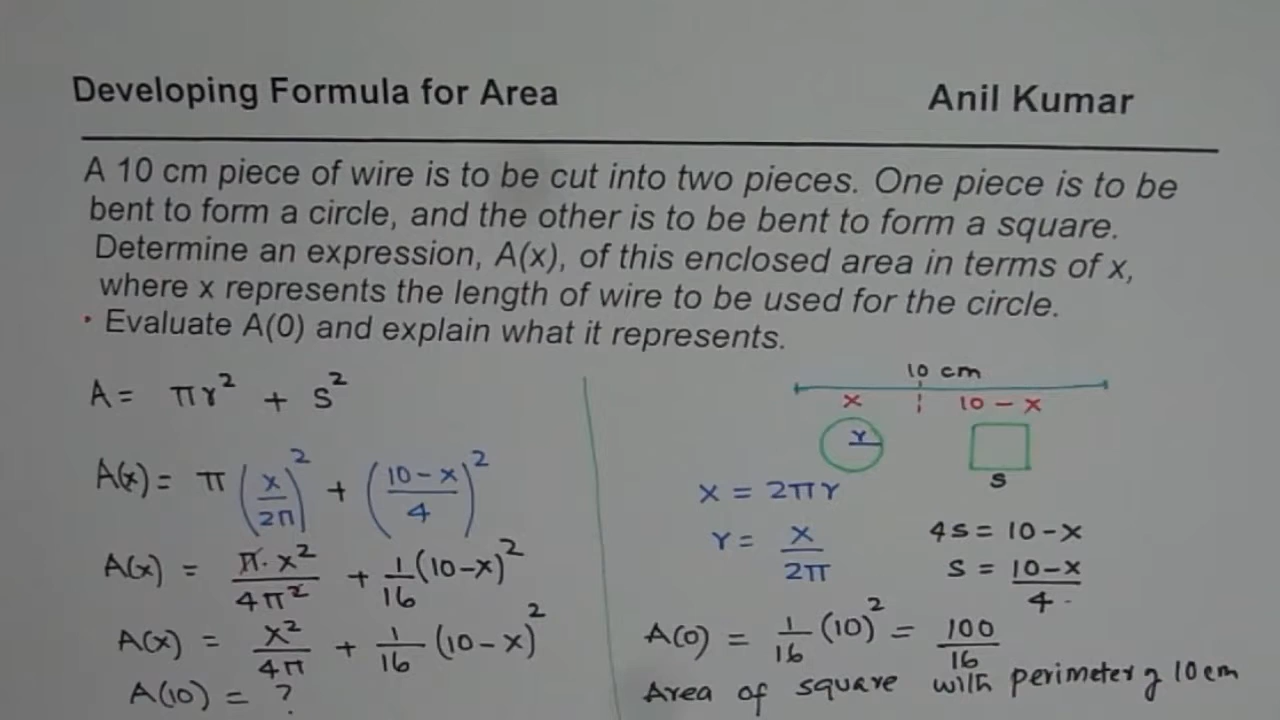 Developing Formula for Area
Anil Kumar
A 10 cm piece of wire is to be cut into two pieces. One piece is to be
bent to form a circle, and the other is to be bent to form a square.
Determine an expression, A(x), of this enclosed area in terms of x,
where x represents the length of wire to be used for the circle.
• Evaluate A(0) and explain what it represents.
A = πr² + s²
A(x) = π (x/2π)² + ((10-x)/4)²
A(x) = π·x²/4π² + 1/16 (10-x)²
A(x) = x²/4π + 1/16 (10-x)²
A(10) = ?
10 cm
x 10 - x
r
s
x = 2πr
r = x/2π
4s = 10-x
s = (10-x)/4
A(0) = 1/16 (10)² = 100/16
Area of square with perimeter of 10 cm